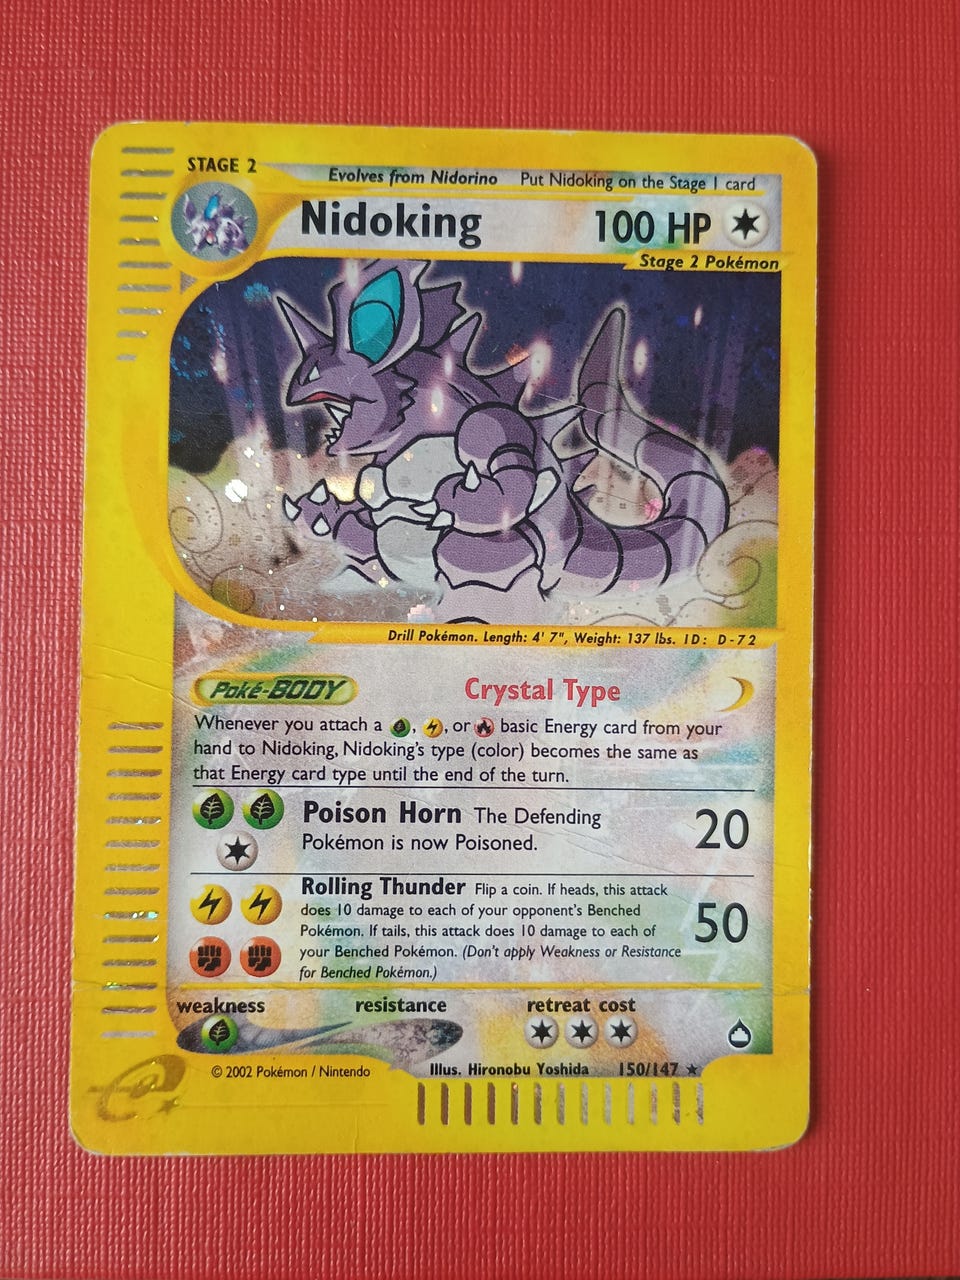 STAGE 2
Evolves from Nidorino Put Nidoking on the Stage 1 card
Nidoking 100 HP
Stage 2 Pokémon
Drill Pokémon. Length: 4' 7", Weight: 137 lbs. ID: D-72
Poké-BODY Crystal Type
Whenever you attach a , , or basic Energy card from your
hand to Nidoking, Nidoking's type (color) becomes the same as
that Energy card type until the end of the turn.
Poison Horn The Defending
Pokémon is now Poisoned.
20
Rolling Thunder Flip a coin. If heads, this attack
does 10 damage to each of your opponent's Benched
Pokémon. If tails, this attack does 10 damage to each of
your Benched Pokémon. (Don't apply Weakness or Resistance
for Benched Pokémon.)
50
weakness resistance retreat cost
© 2002 Pokémon / Nintendo Illus. Hironobu Yoshida 150/147 ★
e